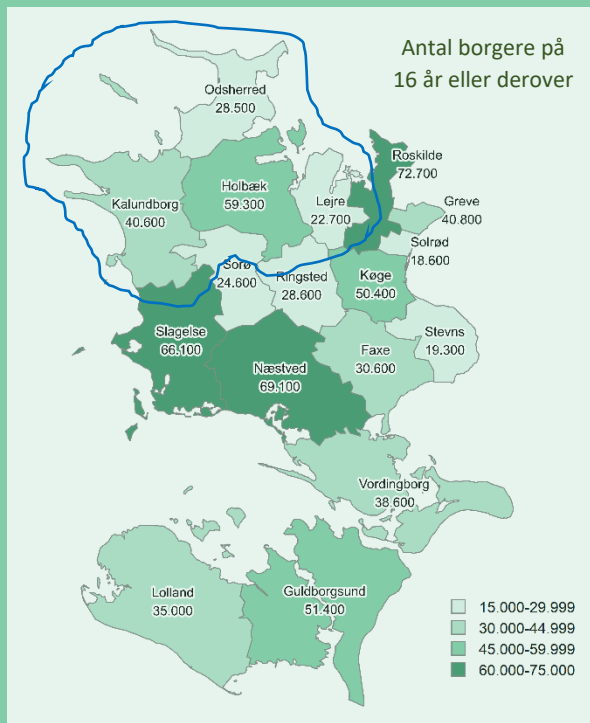 Antal borgere på
16 år eller derover
Odsherred
28.500
Roskilde
72.700
Holbæk
59.300
Kalundborg
40.600
Lejre
22.700
Greve
40.800
Solrød
18.600
Sorø
24.600
Ringsted
28.600
Køge
50.400
Slagelse
66.100
Stevns
19.300
Faxe
30.600
Næstved
69.100
Vordingborg
38.600
Lolland
35.000
Guldborgsund
51.400
15.000-29.999
30.000-44.999
45.000-59.999
60.000-75.000